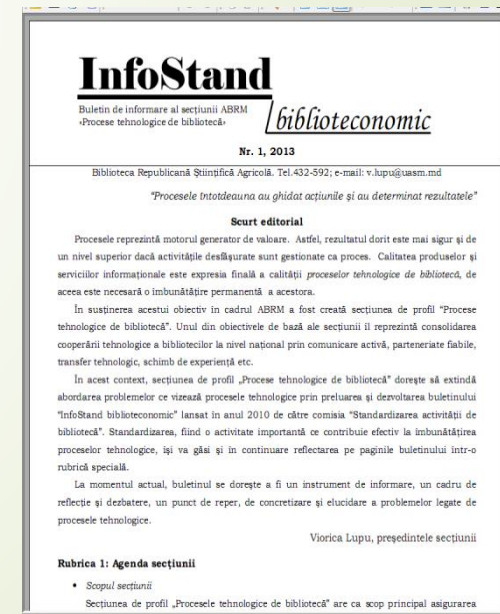 InfoStand
Buletin de informare al secțiunii ABRM
‹Procese tehnologice de bibliotecă›
biblioteconomic
Nr. 1, 2013
Biblioteca Republicană Științifică Agricolă. Tel.432-592; e-mail: v.lupu@uasm.md
"Procesele întotdeauna au ghidat acțiunile și au determinat rezultatele"
Scurt editorial
Procesele reprezintă motorul generator de valoare. Astfel, rezultatul dorit este mai sigur și de
un nivel superior dacă activitățile desfășurate sunt gestionate ca proces. Calitatea produselor și
serviciilor informaționale este expresia finală a calității proceselor tehnologice de bibliotecă, de
aceea este necesară o îmbunătățire permanentă a acestora.
În susținerea acestui obiectiv în cadrul ABRM a fost creată secțiunea de profil "Procese
tehnologice de bibliotecă". Unul din obiectivele de bază ale secțiunii îl reprezintă consolidarea
cooperării tehnologice a bibliotecilor la nivel național prin comunicare activă, parteneriate fiabile,
transfer tehnologic, schimb de experiență etc.
În acest context, secțiunea de profil „Procese tehnologice de bibliotecă" dorește să extindă
abordarea problemelor ce vizează procesele tehnologice prin preluarea și dezvoltarea buletinului
"InfoStand biblioteconomic" lansat în anul 2010 de către comisia "Standardizarea activității de
bibliotecă". Standardizarea, fiind o activitate importantă ce contribuie efectiv la îmbunătățirea
proceselor tehnologice, își va găsi și în continuare reflectarea pe paginile buletinului într-o
rubrică specială.
La momentul actual, buletinul se dorește a fi un instrument de informare, un cadru de
reflecție și dezbatere, un punct de reper, de concretizare și elucidare a problemelor legate de
procesele tehnologice.
Viorica Lupu, președintele secțiunii
Rubrica 1: Agenda secțiunii
• Scopul secțiunii
Secțiunea de profil „Procesele tehnologice de bibliotecă" are ca scop principal asigurarea